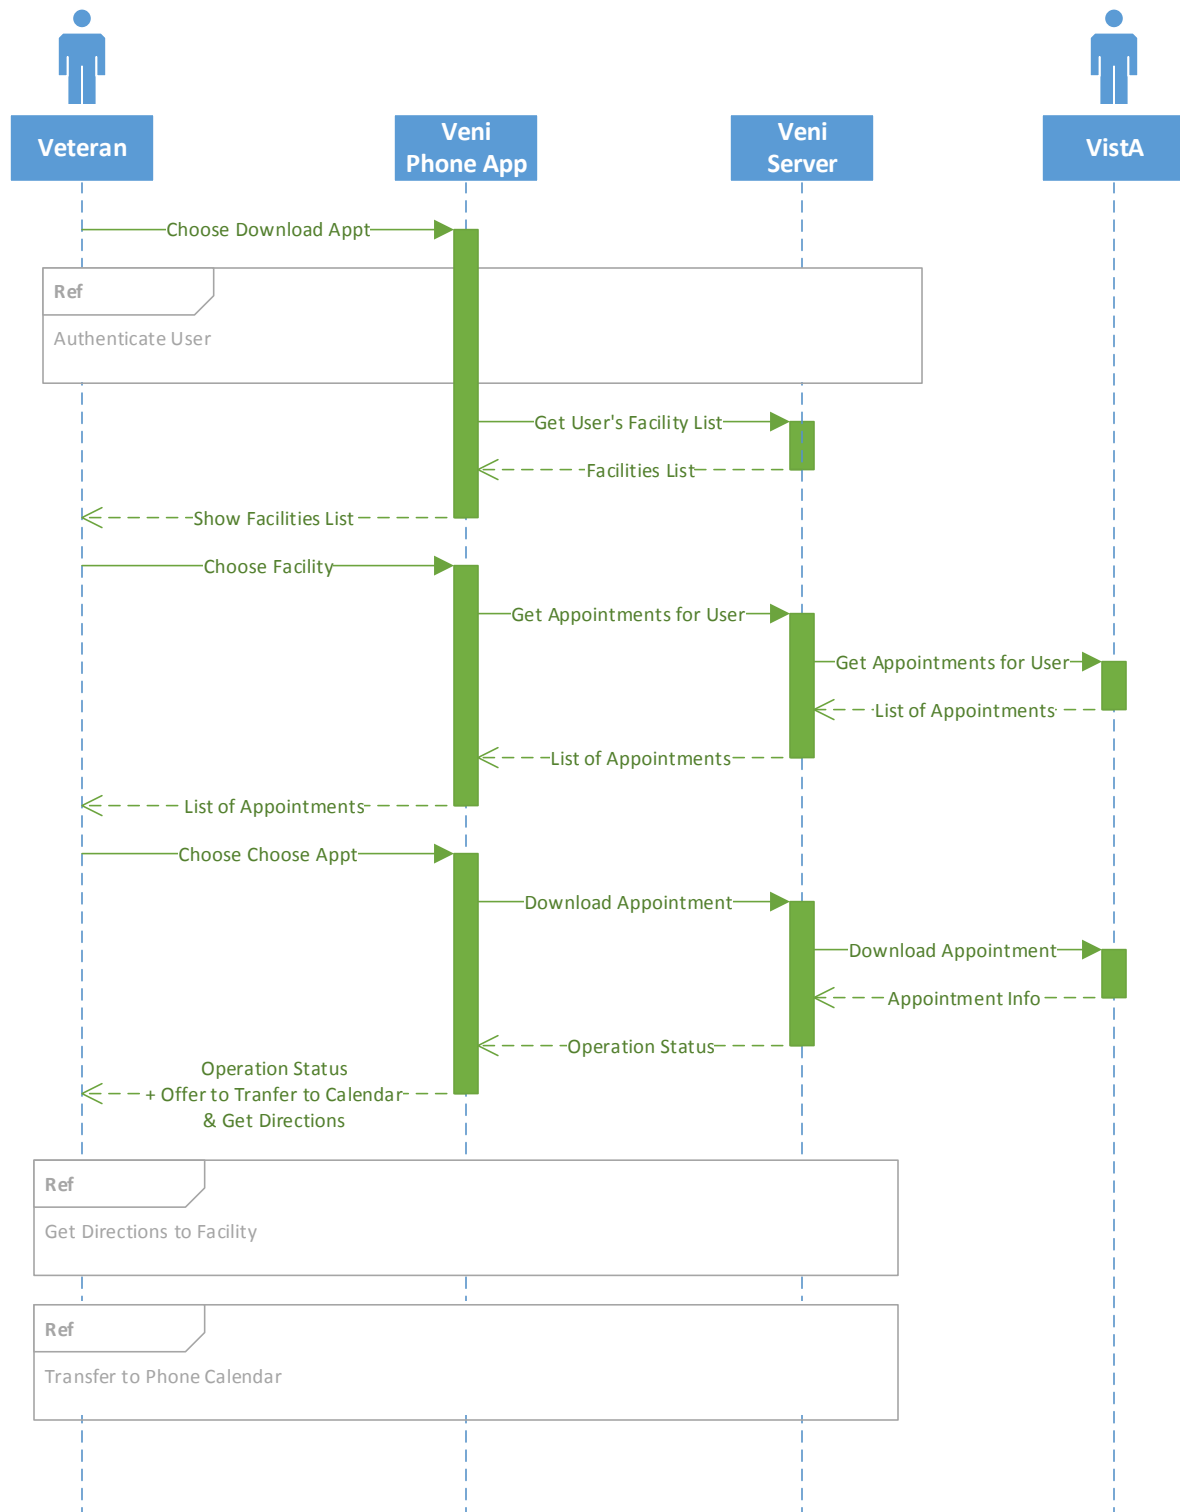 Veteran
Veni
Phone App
Veni
Server
VistA
Choose Download Appt
Ref
Authenticate User
Get User's Facility List
Facilities List
Show Facilities List
Choose Facility
Get Appointments for User
Get Appointments for User
List of Appointments
List of Appointments
List of Appointments
Choose Choose Appt
Download Appointment
Download Appointment
Appointment Info
Operation Status
Operation Status
+ Offer to Tranfer to Calendar
& Get Directions
Ref
Get Directions to Facility
Ref
Transfer to Phone Calendar